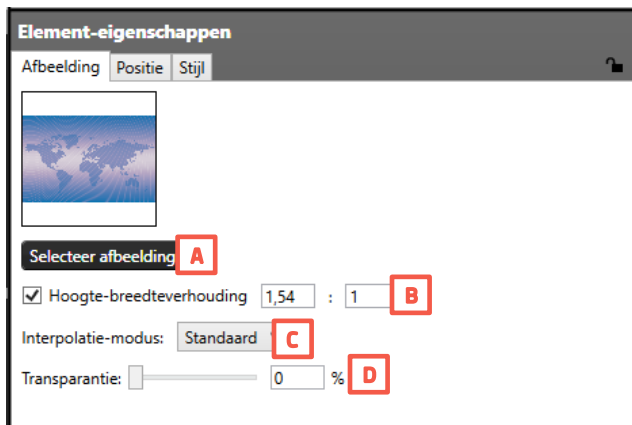 Element-eigenschappen
Afbeelding Positie Stijl
Selecteer afbeelding A
Hoogte-breedteverhouding 1,54 : 1 B
Interpolatie-modus: Standaard C
Transparantie: 0 % D